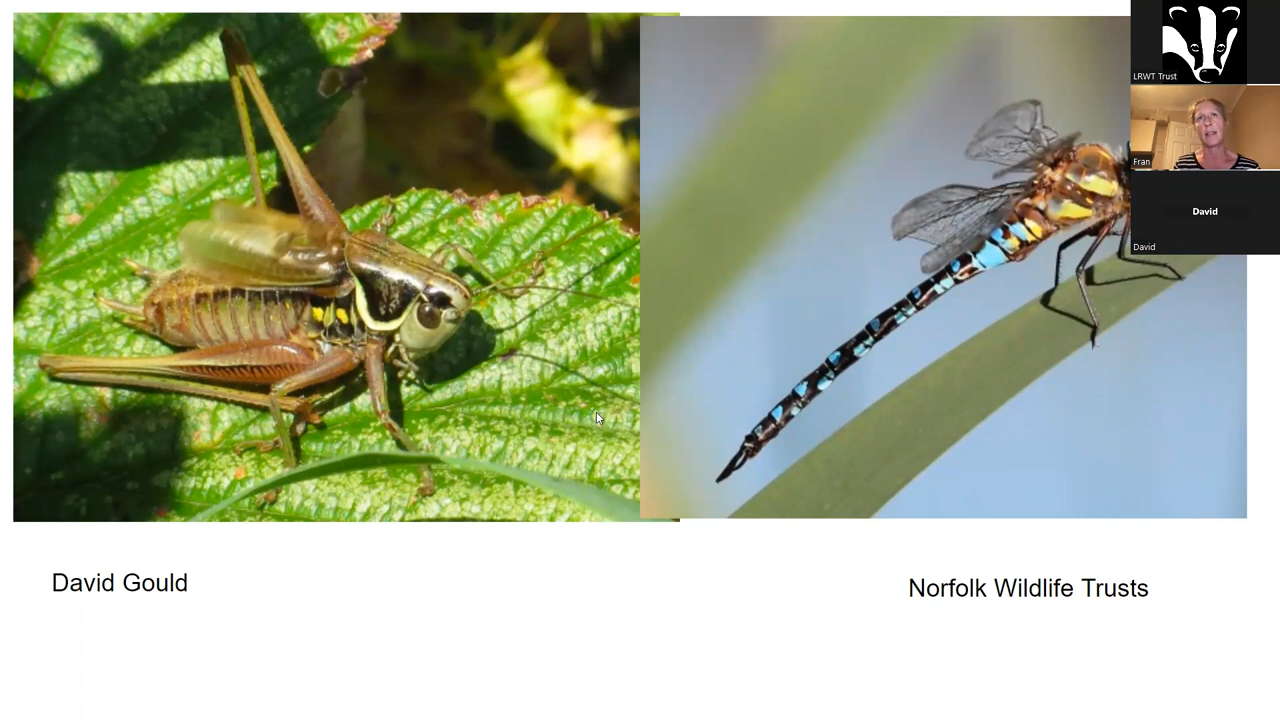 LRWT Trust
Fran
David
David
David Gould
Norfolk Wildlife Trusts